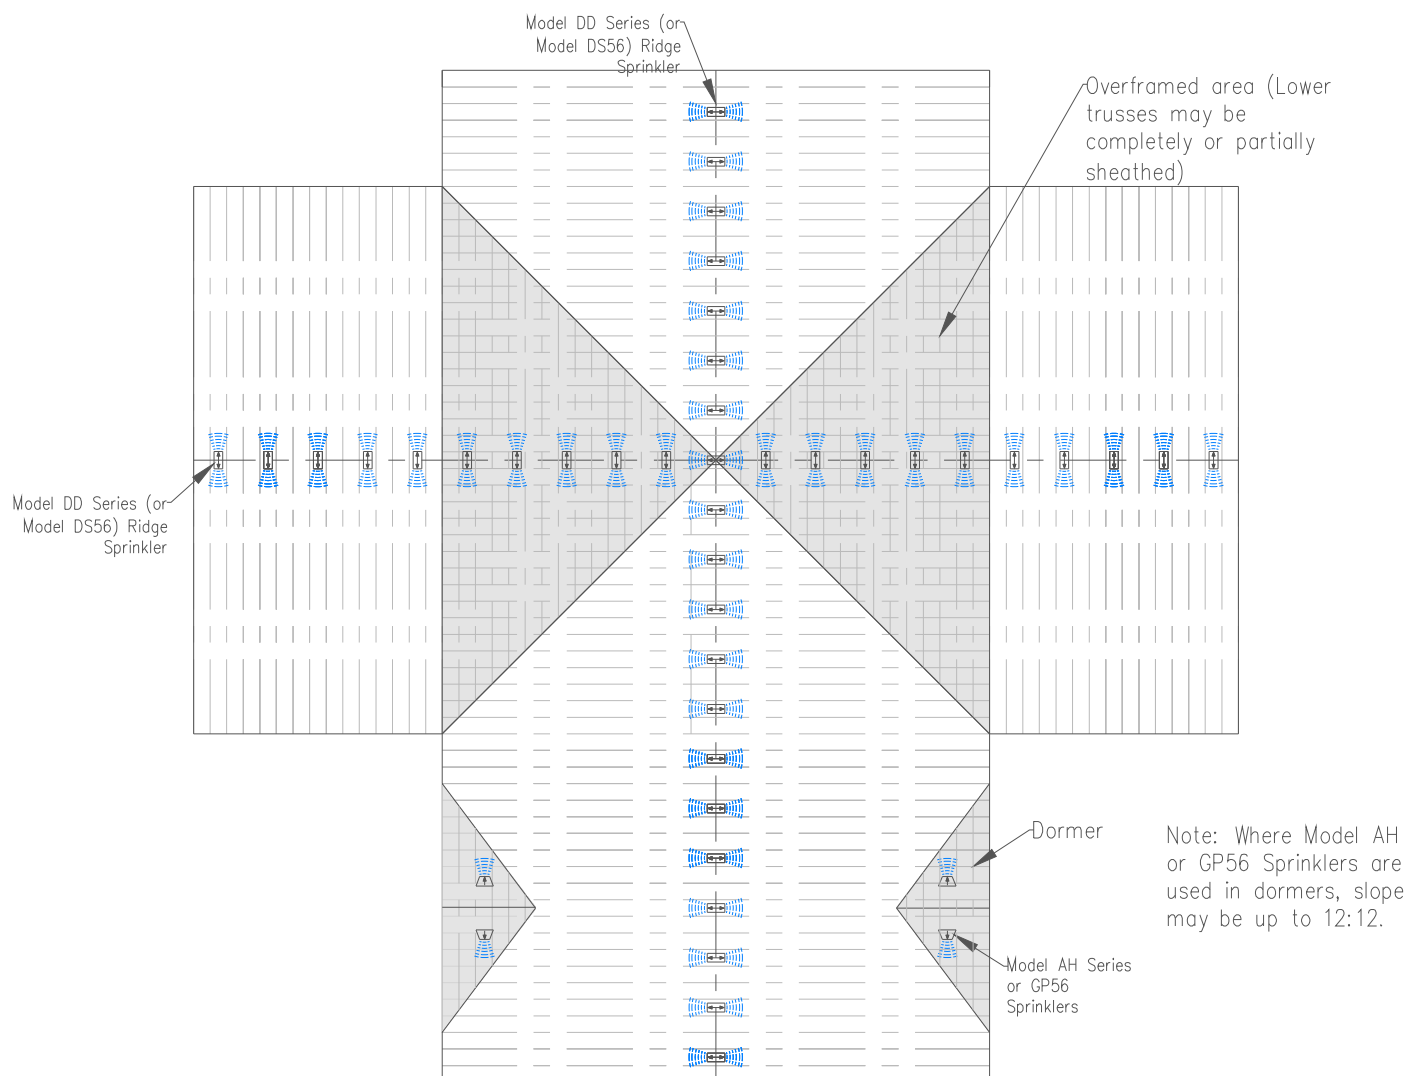 Model DD Series (or
Model DS56) Ridge
Sprinkler
Overframed area (Lower
trusses may be
completely or partially
sheathed)
Model DD Series (or
Model DS56) Ridge
Sprinkler
Dormer
Note: Where Model AH
or GP56 Sprinklers are
used in dormers, slope
may be up to 12:12.
Model AH Series
or GP56
Sprinklers